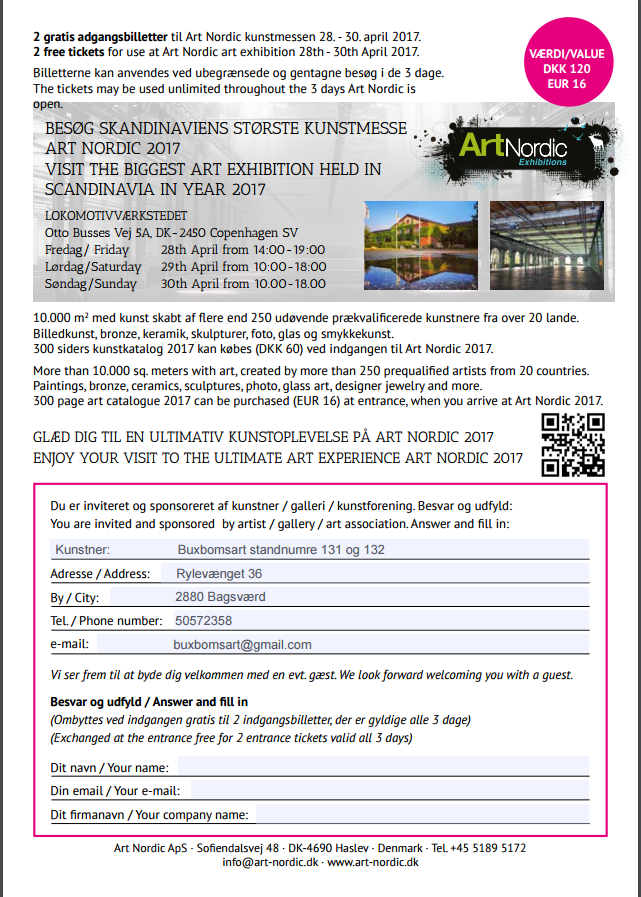 2 gratis adgangsbilletter til Art Nordic kunstmessen 28. - 30. april 2017.
2 free tickets for use at Art Nordic art exhibition 28th - 30th April 2017.
VÆRDI/VALUE
DKK 120
EUR 16
Billetterne kan anvendes ved ubegrænsede og gentagne besøg i de 3 dage.
The tickets may be used unlimited throughout the 3 days Art Nordic is
open.
BESØG SKANDINAVIENS STØRSTE KUNSTMESSE
ART NORDIC 2017
VISIT THE BIGGEST ART EXHIBITION HELD IN
SCANDINAVIA IN YEAR 2017
ArtNordic
Exhibitions
LOKOMOTIVVÆRKSTEDET
Otto Busses Vej 5A, DK-2450 Copenhagen SV
Fredag/ Friday 28th April from 14:00-19:00
Lørdag/Saturday 29th April from 10:00-18:00
Søndag/Sunday 30th April from 10.00-18.00
10.000 m² med kunst skabt af flere end 250 udøvende prækvalificerede kunstnere fra over 20 lande.
Billedkunst, bronze, keramik, skulpturer, foto, glas og smykkekunst.
300 siders kunstkatalog 2017 kan købes (DKK 60) ved indgangen til Art Nordic 2017.
More than 10.000 sq. meters with art, created by more than 250 prequalified artists from 20 countries.
Paintings, bronze, ceramics, sculptures, photo, glass art, designer jewelry and more.
300 page art catalogue 2017 can be purchased (EUR 16) at entrance, when you arrive at Art Nordic 2017.
GLÆD DIG TIL EN ULTIMATIV KUNSTOPLEVELSE PÅ ART NORDIC 2017
ENJOY YOUR VISIT TO THE ULTIMATE ART EXPERIENCE ART NORDIC 2017
Du er inviteret og sponsoreret af kunstner / galleri / kunstforening. Besvar og udfyld:
You are invited and sponsored by artist / gallery / art association. Answer and fill in:
Kunstner: Buxbomsart standnumre 131 og 132
Adresse / Address: Rylevænget 36
By / City: 2880 Bagsværd
Tel. / Phone number: 50572358
e-mail: buxbomsart@gmail.com
Vi ser frem til at byde dig velkommen med en evt. gæst. We look forward welcoming you with a guest.
Besvar og udfyld / Answer and fill in
(Ombyttes ved indgangen gratis til 2 indgangsbilletter, der er gyldige alle 3 dage)
(Exchanged at the entrance free for 2 entrance tickets valid all 3 days)
Dit navn / Your name:
Din email / Your e-mail:
Dit firmanavn / Your company name:
Art Nordic ApS · Sofiendalsvej 48 · DK-4690 Haslev · Denmark · Tel. +45 5189 5172
info@art-nordic.dk · www.art-nordic.dk